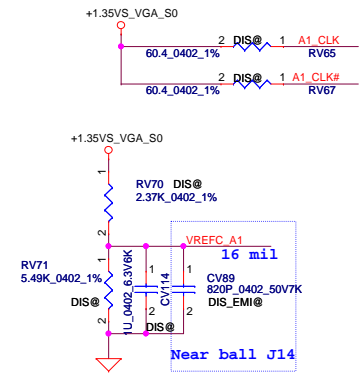 +1.35VS_VGA_S0
2 DIS@ 1 A1_CLK
60.4_0402_1% RV65
2 DIS@ 1 A1_CLK#
60.4_0402_1% RV67
+1.35VS_VGA_S0
1
RV70 DIS@
2.37K_0402_1%
2
VREFC_A1
16 mil
RV71
5.49K_0402_1%
DIS@
1
2
1U_0402_6.3V6K
CV114
DIS@
1
2
1
2
CV89
820P_0402_50V7K
DIS_EMI@
Near ball J14